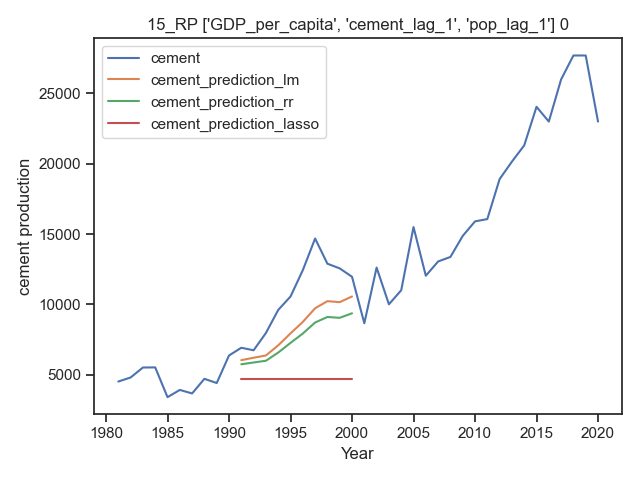 15_RP ['GDP_per_capita', 'cement_lag_1', 'pop_lag_1'] 0
cement
cement_prediction_lm
cement_prediction_rr
cement_prediction_lasso
25000
20000
15000
10000
5000
cement production
1980 1985 1990 1995 2000 2005 2010 2015 2020
Year